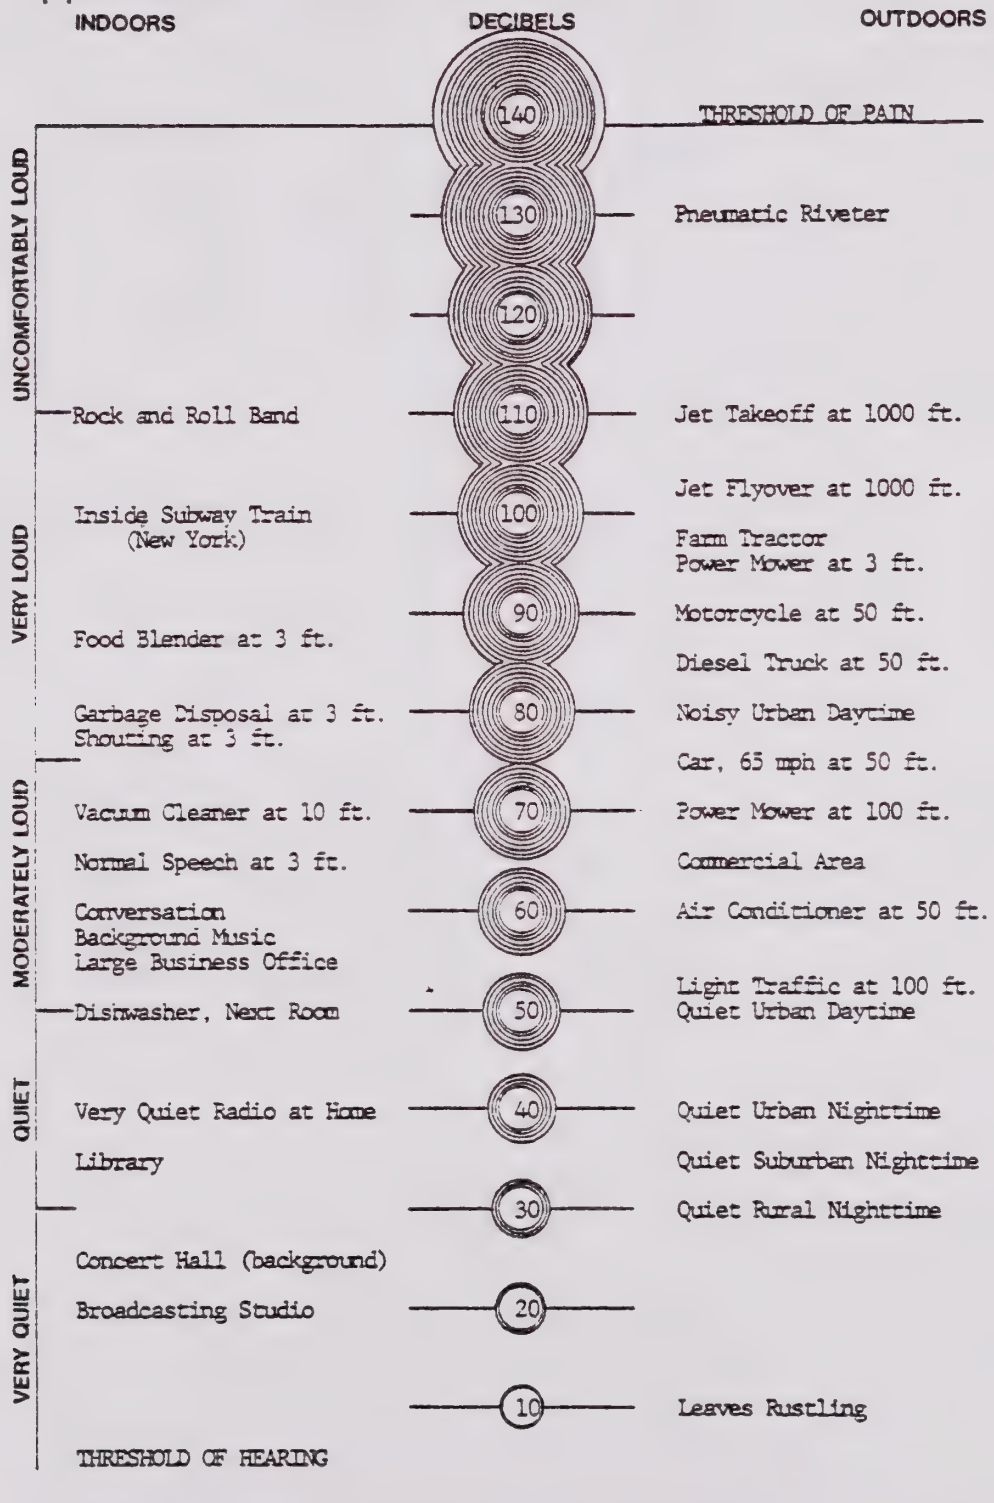 INDOORS DECIBELS OUTDOORS
140 THRESHOLD OF PAIN
UNCOMFORTABLY LOUD
130 Pneumatic Riveter
120
Rock and Roll Band 110 Jet Takeoff at 1000 ft.
Jet Flyover at 1000 ft.
VERY LOUD
Inside Subway Train 100
(New York) Farm Tractor
Power Mower at 3 ft.
90 Motorcycle at 50 ft.
Food Blender at 3 ft.
Diesel Truck at 50 ft.
Garbage Disposal at 3 ft. 80 Noisy Urban Daytime
Shouting at 3 ft.
Car, 65 mph at 50 ft.
MODERATELY LOUD
Vacuum Cleaner at 10 ft. 70 Power Mower at 100 ft.
Normal Speech at 3 ft. Commercial Area
Conversation 60 Air Conditioner at 50 ft.
Background Music
Large Business Office
Light Traffic at 100 ft.
Dishwasher, Next Room 50 Quiet Urban Daytime
QUIET
Very Quiet Radio at Home 40 Quiet Urban Nighttime
Library Quiet Suburban Nighttime
30 Quiet Rural Nighttime
VERY QUIET
Concert Hall (background)
Broadcasting Studio 20
10 Leaves Rustling
THRESHOLD OF HEARING